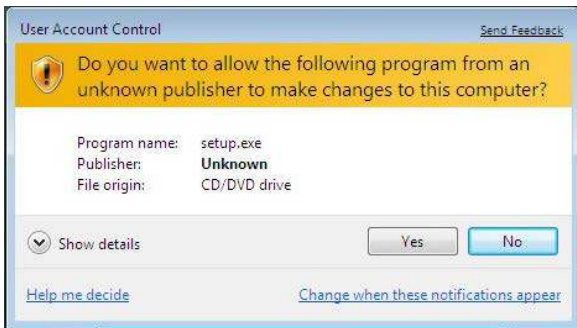 User Account Control
Send Feedback
Do you want to allow the following program from an
unknown publisher to make changes to this computer?
Program name: setup.exe
Publisher: Unknown
File origin: CD/DVD drive
Show details
Yes
No
Help me decide
Change when these notifications appear